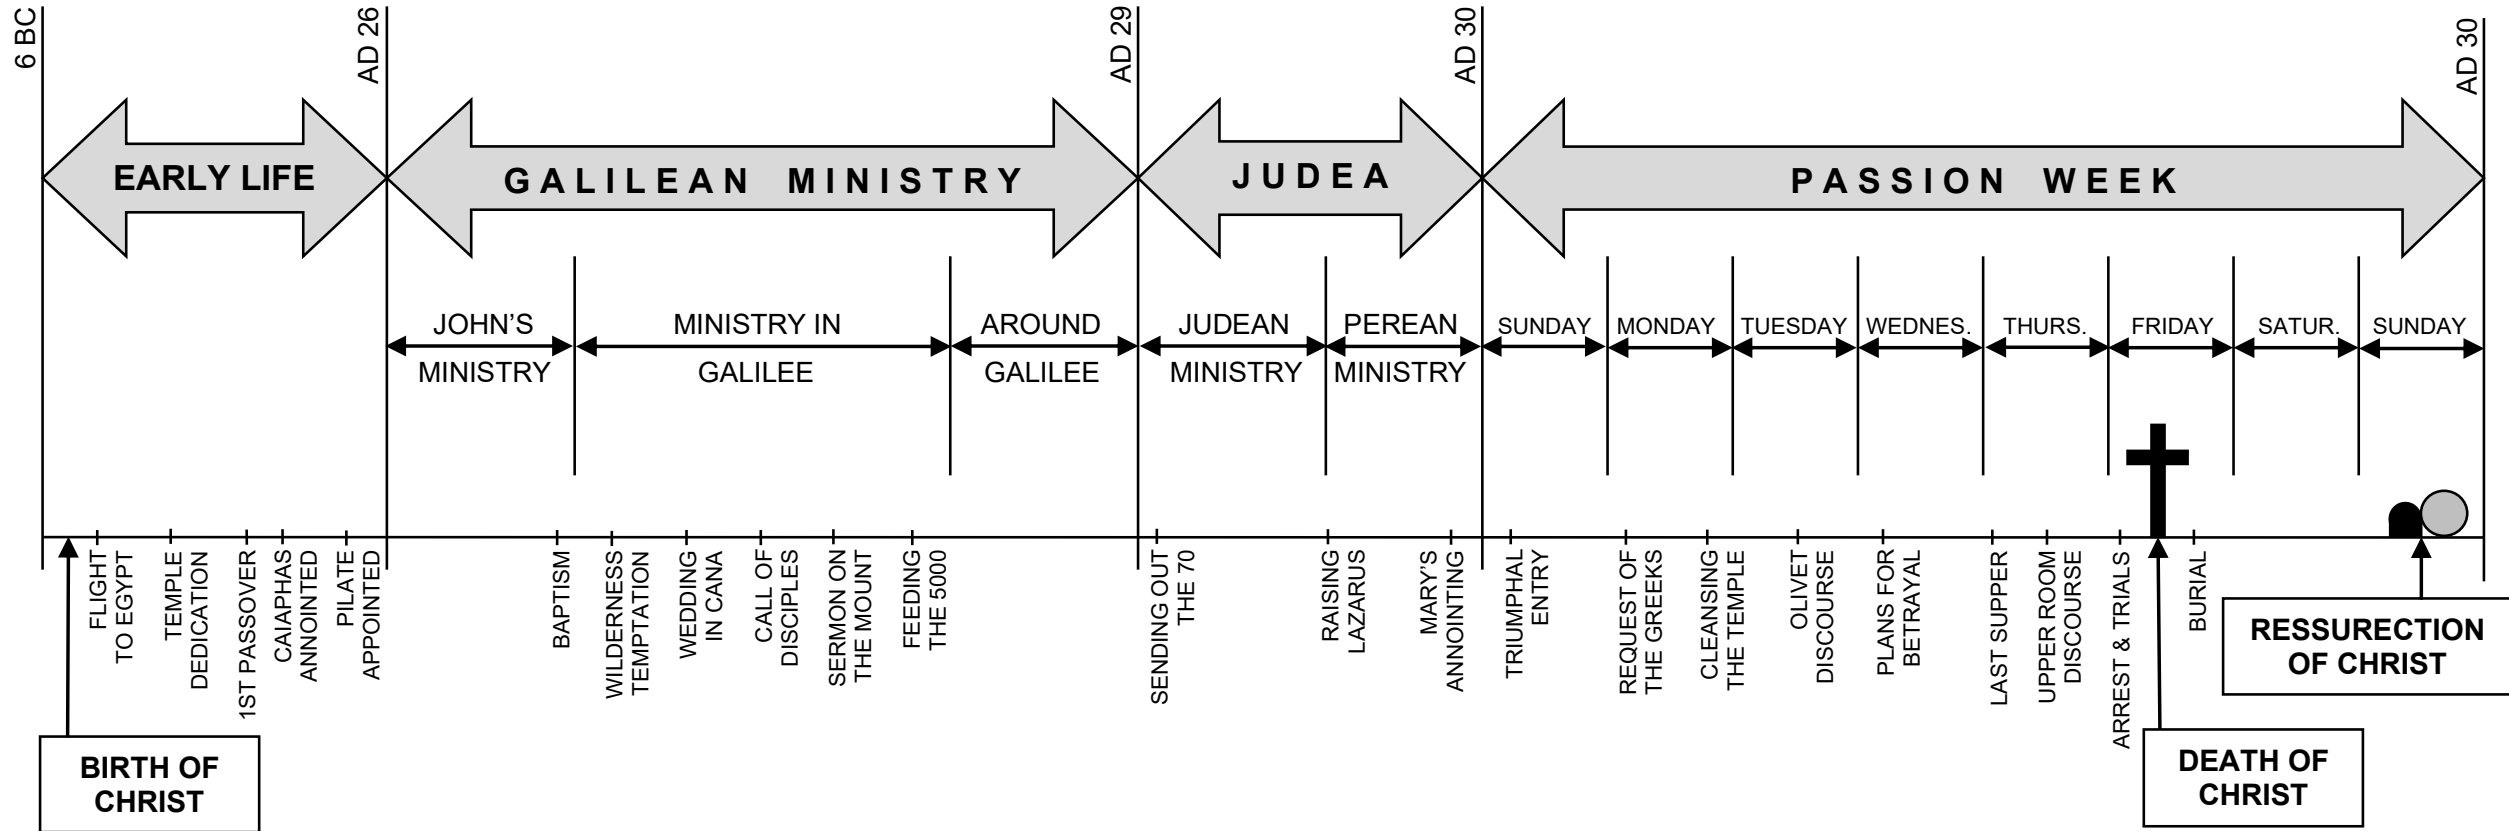 6 BC
AD 26
AD 29
AD 30
AD 30
EARLY LIFE
GALILEAN MINISTRY
JUDEA
PASSION WEEK
JOHN'S
MINISTRY
MINISTRY IN
GALILEE
AROUND
GALILEE
JUDEAN
MINISTRY
PEREAN
MINISTRY
SUNDAY
MONDAY
TUESDAY
WEDNES.
THURS.
FRIDAY
SATUR.
SUNDAY
FLIGHT
TO EGYPT
TEMPLE
DEDICATION
1ST PASSOVER
CAIAPHAS
ANNOINTED
PILATE
APPOINTED
BAPTISM
WILDERNESS
TEMPTATION
WEDDING
IN CANA
CALL OF
DISCIPLES
SERMON ON
THE MOUNT
FEEDING
THE 5000
SENDING OUT
THE 70
RAISING
LAZARUS
MARY'S
ANNOINTING
TRIUMPHAL
ENTRY
REQUEST OF
THE GREEKS
CLEANSING
THE TEMPLE
OLIVET
DISCOURSE
PLANS FOR
BETRAYAL
LAST SUPPER
UPPER ROOM
DISCOURSE
ARREST & TRIALS
BURIAL
BIRTH OF
CHRIST
DEATH OF
CHRIST
RESSURECTION
OF CHRIST